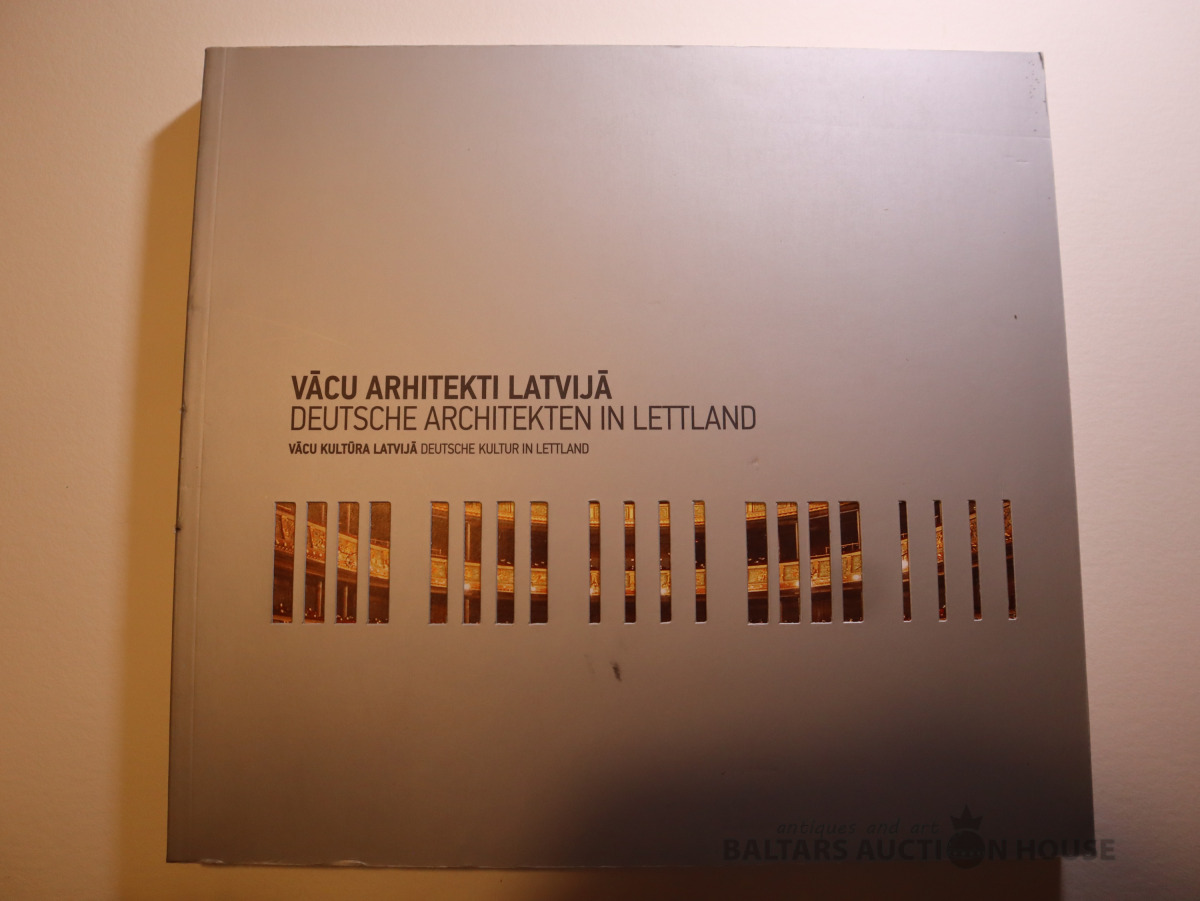 VĀCU ARHITEKTI LATVIJĀ
DEUTSCHE ARCHITEKTEN IN LETTLAND
VĀCU KULTŪRA LATVIJĀ DEUTSCHE KULTUR IN LETTLAND
antiques and art
BALTARS AUCTION HOUSE